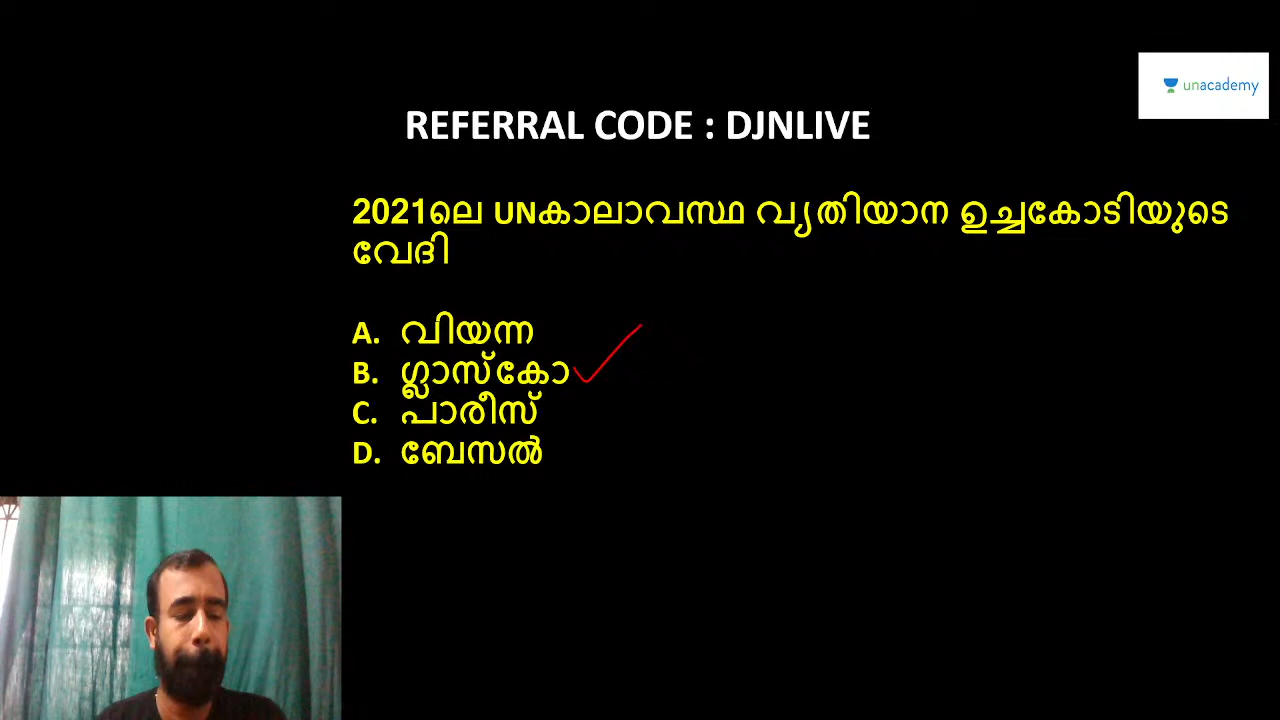 unacademy
REFERRAL CODE : DJNLIVE
2021ലെ UNകാലാവസ്ഥ വ്യതിയാന ഉച്ചകോടിയുടെ
വേദി
A. വിയന്ന
B. ഗ്ലാസ്കോ
C. പാരീസ്
D. ബേസൽ